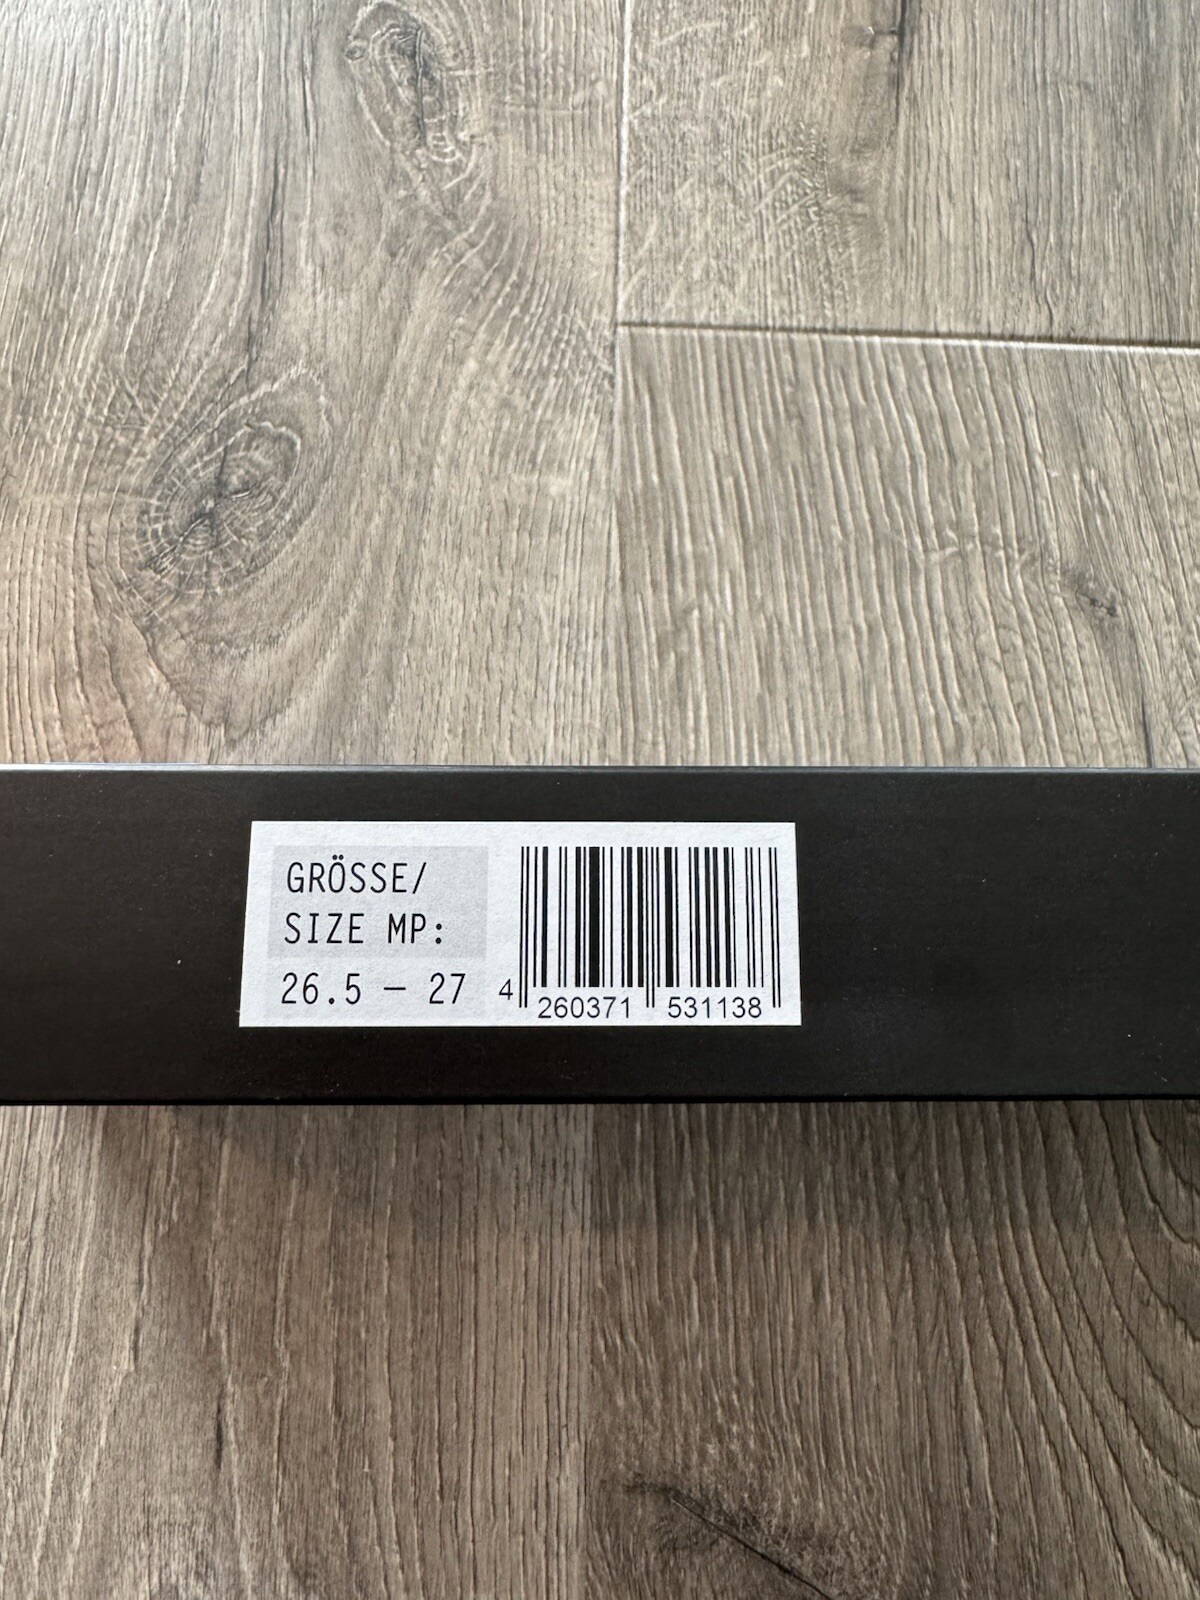 GRÖSSE/
SIZE MP:
26.5 – 27
4 260371 531138